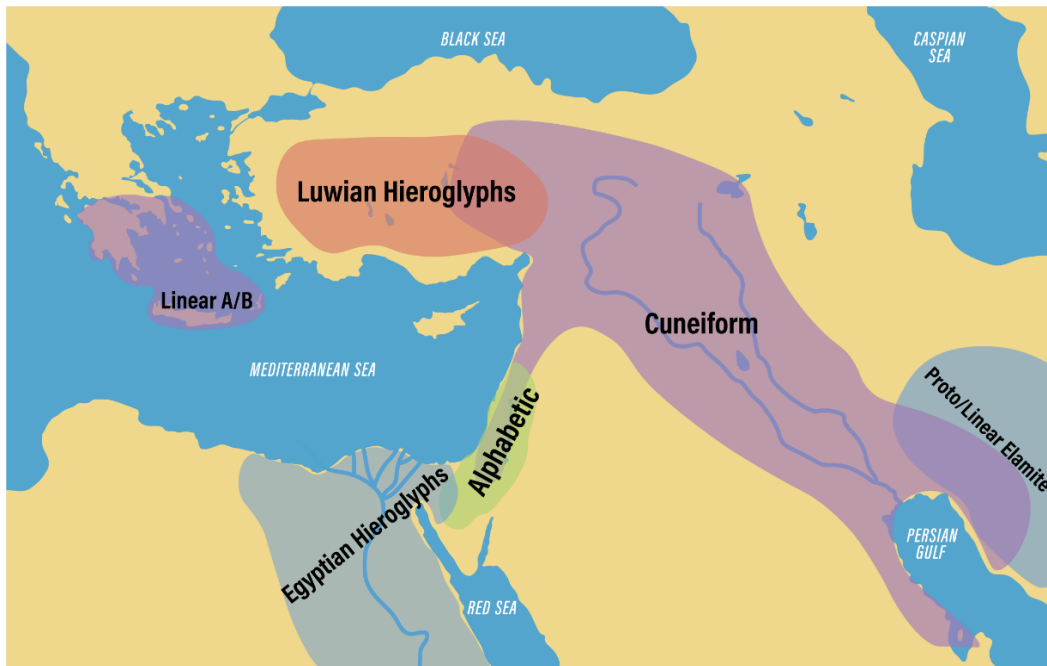 BLACK SEA
CASPIAN
SEA
Luwian Hieroglyphs
Linear A/B
Cuneiform
MEDITERRANEAN SEA
Proto/Linear Elamite
Alphabetic
Egyptian Hieroglyphs
PERSIAN
GULF
RED SEA